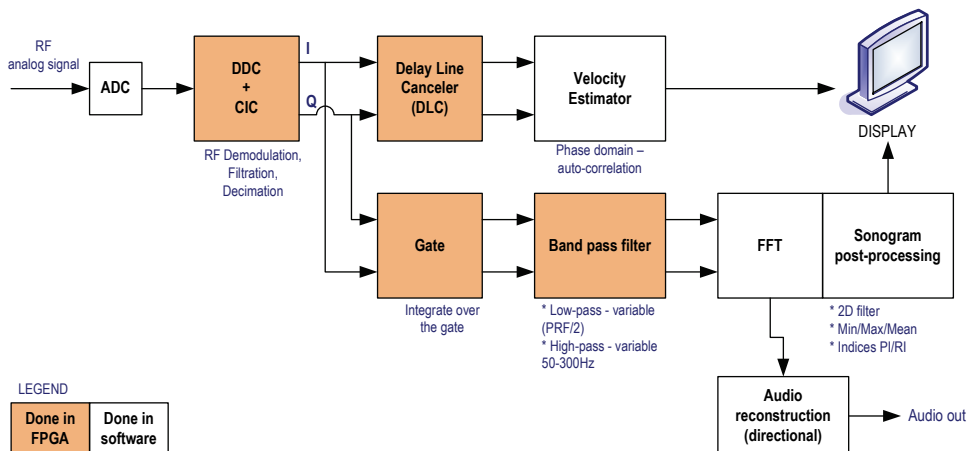 RF
analog signal
ADC
DDC
+
CIC
RF Demodulation,
Filtration,
Decimation
I
Q
Delay Line
Canceler
(DLC)
Velocity
Estimator
Phase domain –
auto-correlation
DISPLAY
Gate
Integrate over
the gate
Band pass filter
* Low-pass - variable
(PRF/2)
* High-pass - variable
50-300Hz
FFT
Sonogram
post-processing
* 2D filter
* Min/Max/Mean
* Indices PI/RI
Audio
reconstruction
(directional)
Audio out
LEGEND
Done in
FPGA
Done in
software